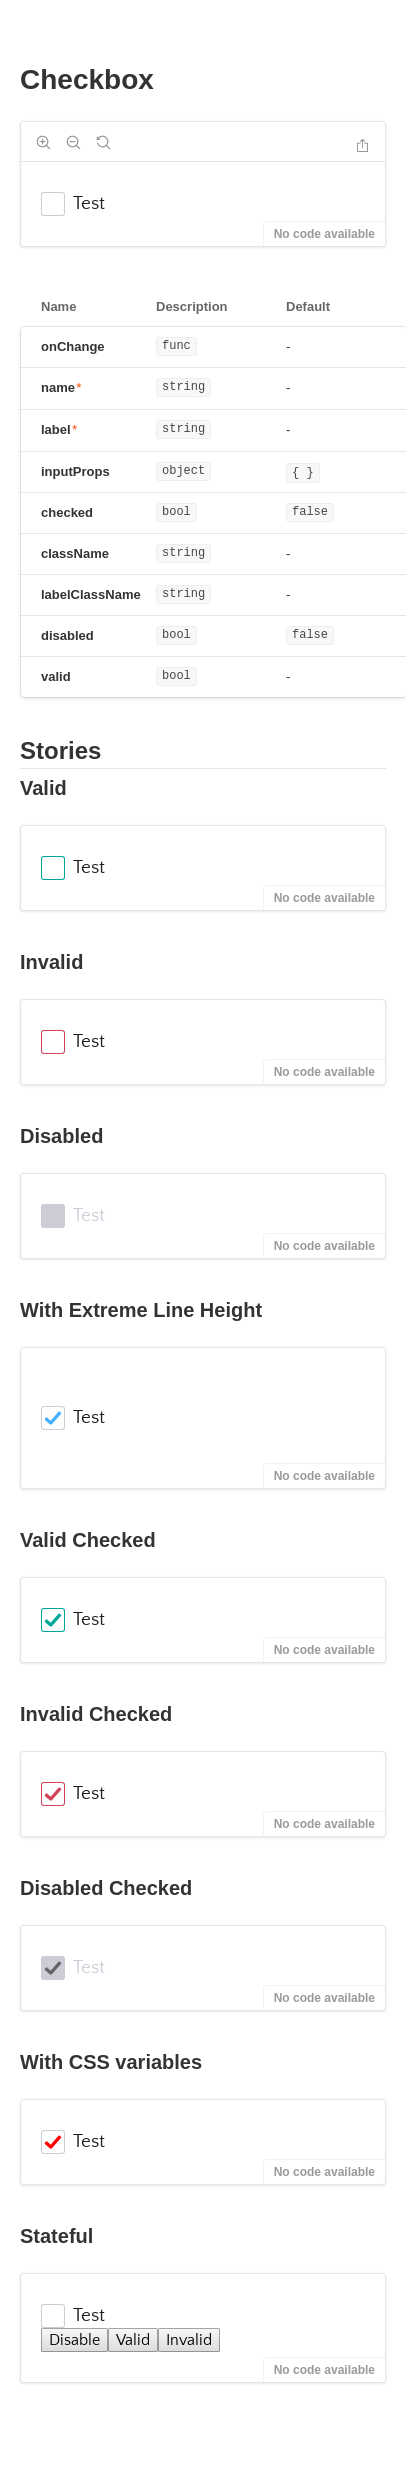 Checkbox
Test
No code available
Name Description Default
onChange func -
name* string -
label* string -
inputProps object { }
checked bool false
className string -
labelClassName string -
disabled bool false
valid bool -
Stories
Valid
Test
No code available
Invalid
Test
No code available
Disabled
Test
No code available
With Extreme Line Height
Test
No code available
Valid Checked
Test
No code available
Invalid Checked
Test
No code available
Disabled Checked
Test
No code available
With CSS variables
Test
No code available
Stateful
Test
Disable Valid Invalid
No code available